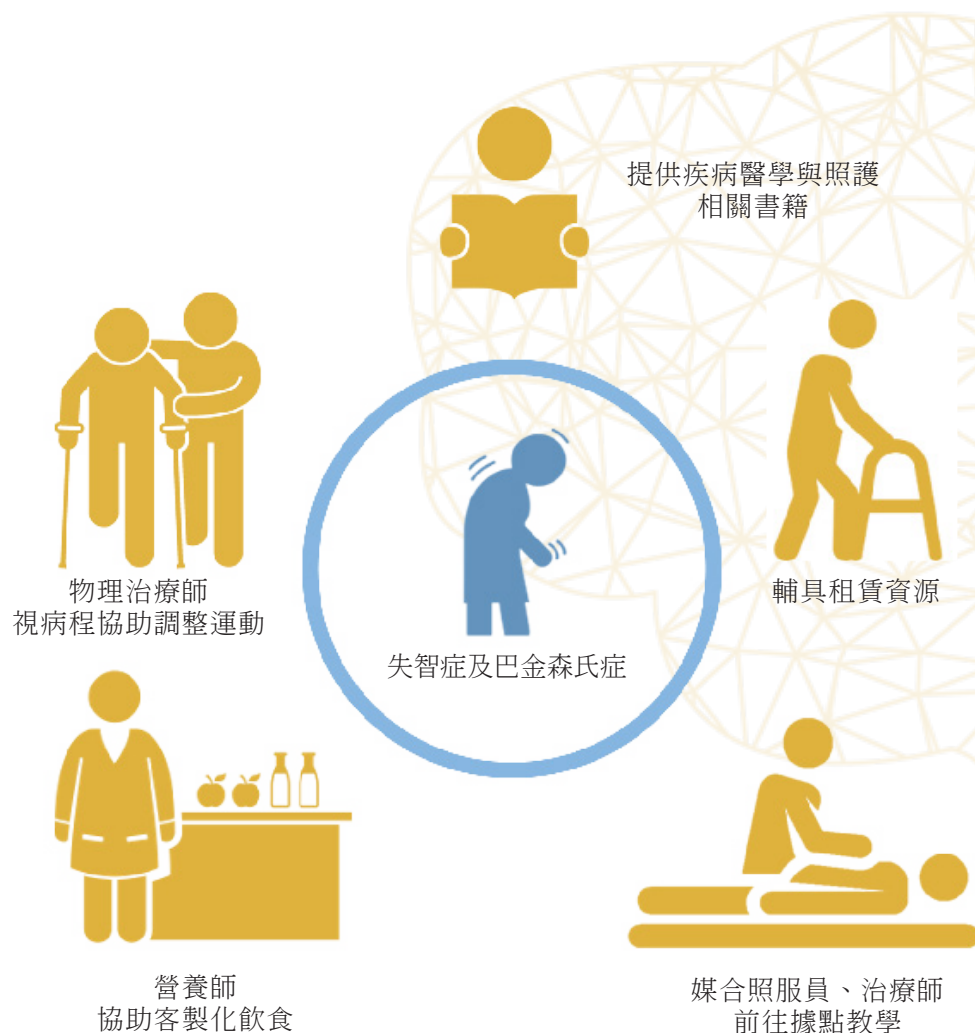 提供疾病醫學與照護
相關書籍
物理治療師
視病程協助調整運動
輔具租賃資源
失智症及巴金森氏症
營養師
協助客製化飲食
媒合照服員、治療師
前往據點教學